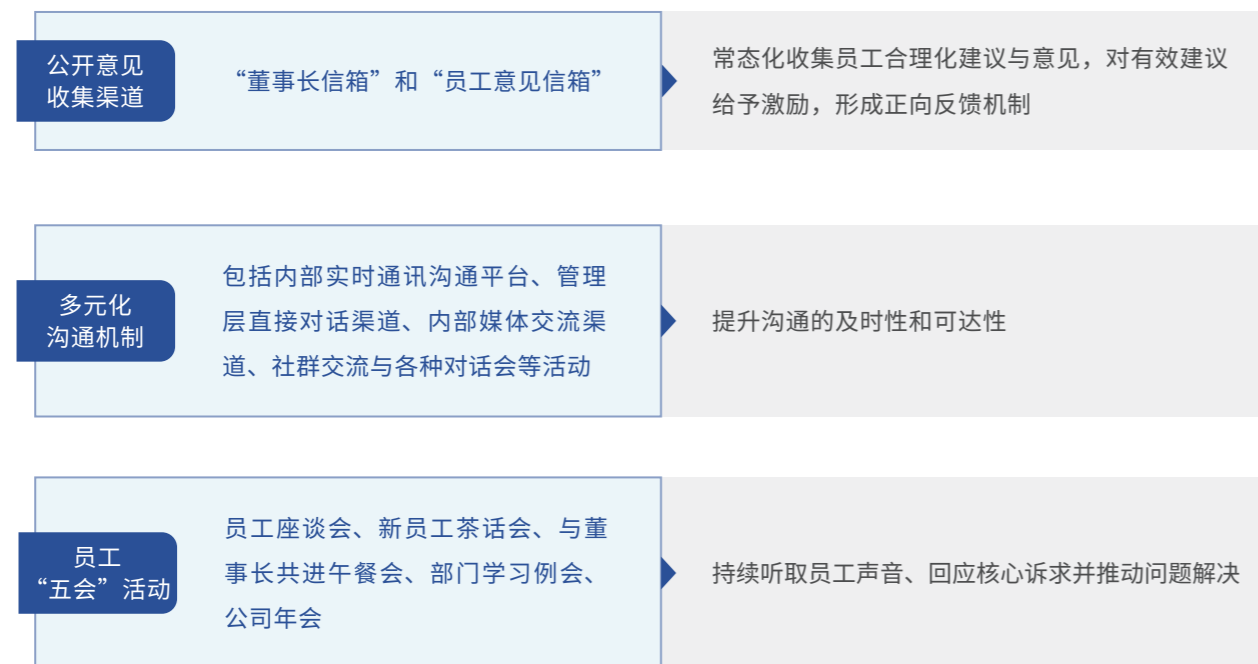 公开意见
收集渠道
“董事长信箱”和“员工意见信箱”
常态化收集员工合理化建议与意见，对有效建议
给予激励，形成正向反馈机制
多元化
沟通机制
包括内部实时通讯沟通平台、管理
层直接对话渠道、内部媒体交流渠
道、社群交流与各种对话会等活动
提升沟通的及时性和可达性
员工
“五会”活动
员工座谈会、新员工茶话会、与董
事长共进午餐会、部门学习例会、
公司年会
持续听取员工声音、回应核心诉求并推动问题解决